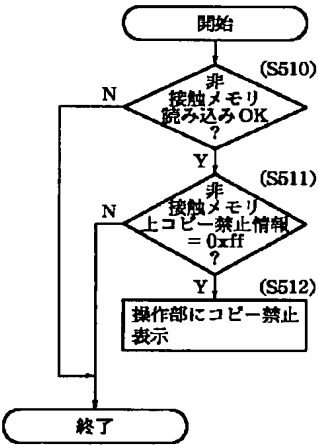 開始
(S510)
非
接触メモリ
読み込みOK
?
N
Y
(S511)
非
接触メモリ
上コピー禁止情報
= 0xff
?
N
Y
(S512)
操作部にコピー禁止
表示
終了